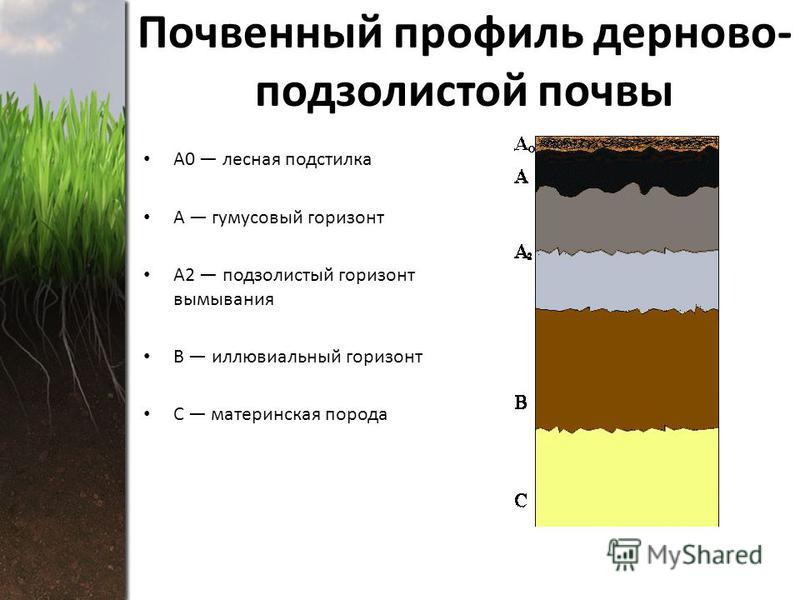 Почвенный профиль дерново-
подзолистой почвы
• А0 — лесная подстилка
• А — гумусовый горизонт
• А2 — подзолистый горизонт
вымывания
• В — иллювиальный горизонт
• С — материнская порода
A₀
A
A₂
B
C
MyShared